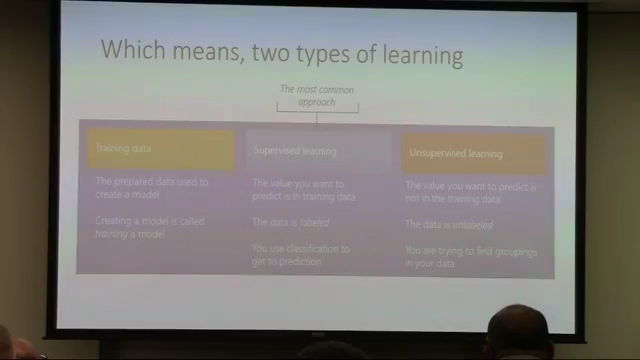 Which means, two types of learning
The most common
approach
Training data
The prepared data used to
create a model
Creating a model is called
training a model
Supervised learning
The value you want to
predict is in training data
The data is labeled
You use classification to
get to prediction
Unsupervised learning
The value you want to predict is
not in the training data
The data is unlabeled
You are trying to find groupings
in your data